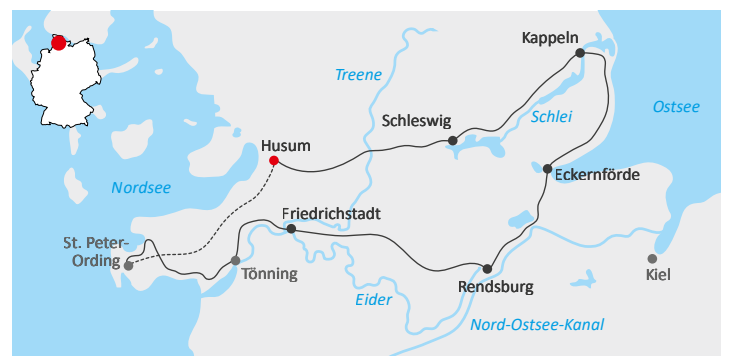 Kappeln
Treene
Ostsee
Schleswig
Schlei
Husum
Eckernförde
Nordsee
Friedrichstadt
St. Peter-
Ording
Tönning
Kiel
Rendsburg
Eider
Nord-Ostsee-Kanal